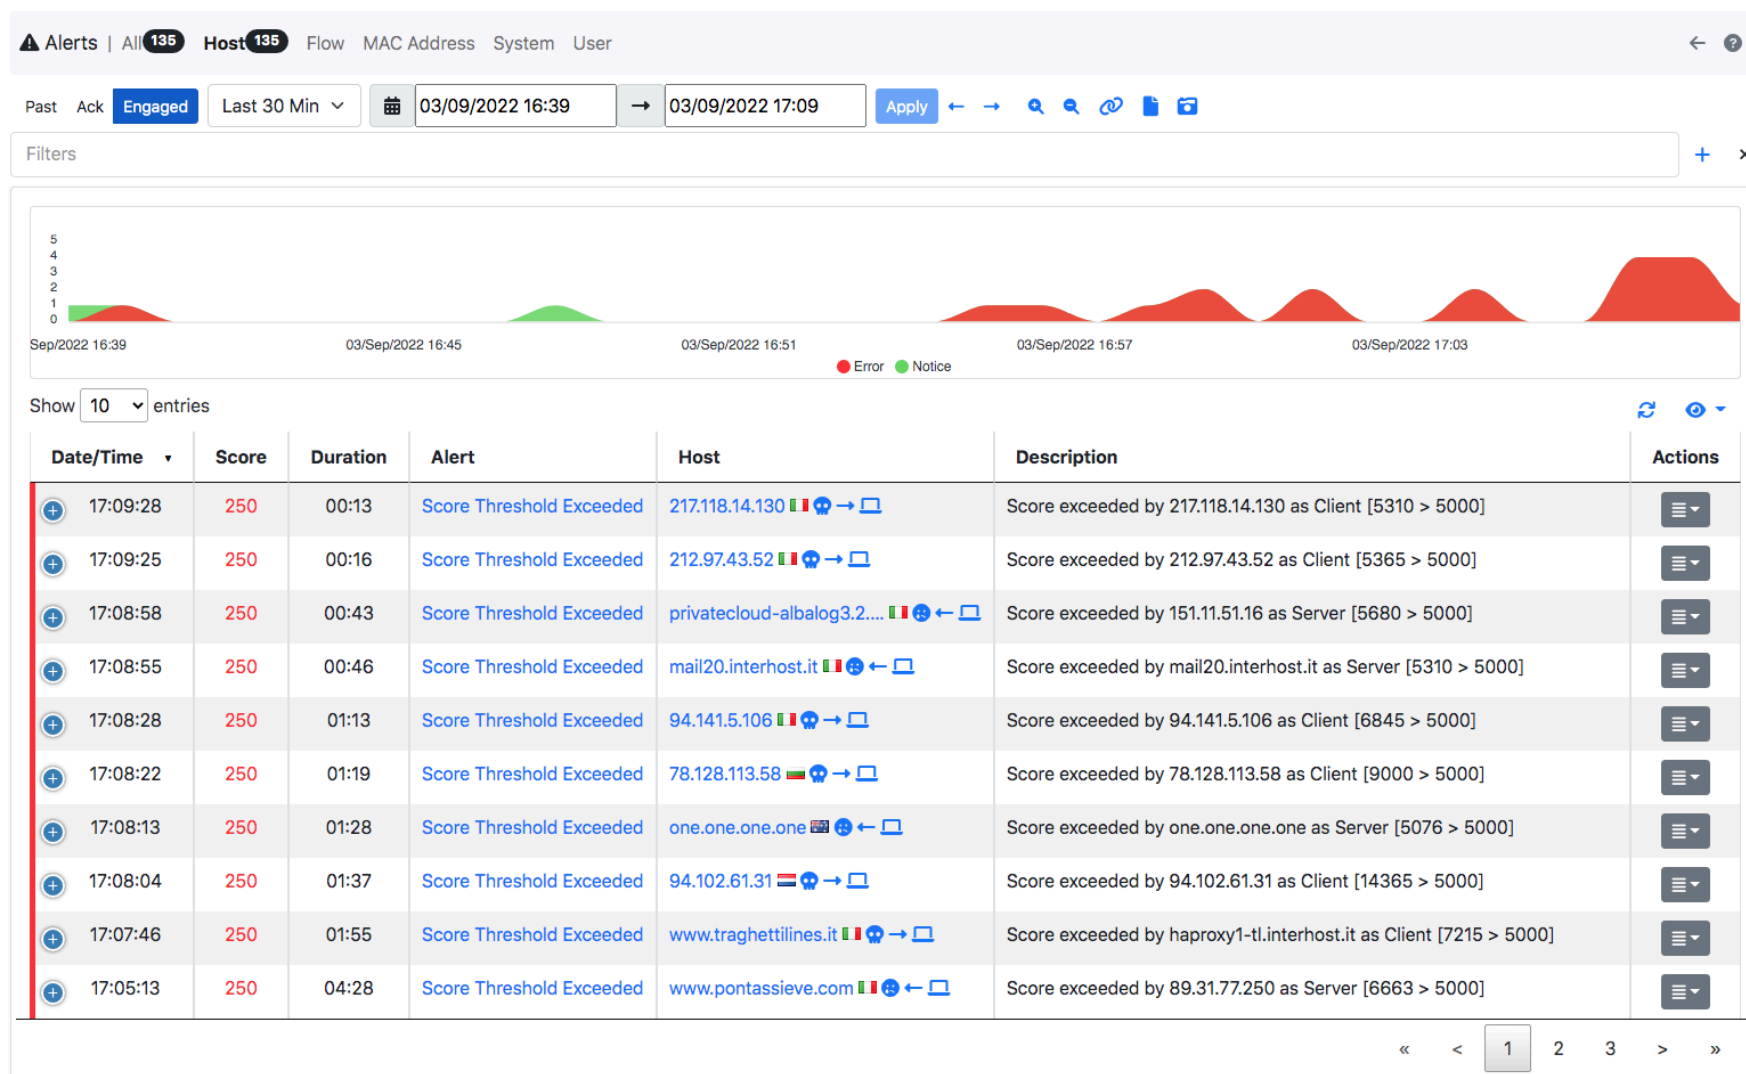 Alerts | All 135 Host 135 Flow MAC Address System User
Past Ack Engaged Last 30 Min 03/09/2022 16:39 → 03/09/2022 17:09 Apply
Filters
5
4
3
2
1
0
Sep/2022 16:39 03/Sep/2022 16:45 03/Sep/2022 16:51 03/Sep/2022 16:57 03/Sep/2022 17:03
Error Notice
Show 10 entries
Date/Time Score Duration Alert Host Description Actions
17:09:28 250 00:13 Score Threshold Exceeded 217.118.14.130 Score exceeded by 217.118.14.130 as Client [5310 > 5000]
17:09:25 250 00:16 Score Threshold Exceeded 212.97.43.52 Score exceeded by 212.97.43.52 as Client [5365 > 5000]
17:08:58 250 00:43 Score Threshold Exceeded privatecloud-albalog3.2.... Score exceeded by 151.11.51.16 as Server [5680 > 5000]
17:08:55 250 00:46 Score Threshold Exceeded mail20.interhost.it Score exceeded by mail20.interhost.it as Server [5310 > 5000]
17:08:28 250 01:13 Score Threshold Exceeded 94.141.5.106 Score exceeded by 94.141.5.106 as Client [6845 > 5000]
17:08:22 250 01:19 Score Threshold Exceeded 78.128.113.58 Score exceeded by 78.128.113.58 as Client [9000 > 5000]
17:08:13 250 01:28 Score Threshold Exceeded one.one.one.one Score exceeded by one.one.one.one as Server [5076 > 5000]
17:08:04 250 01:37 Score Threshold Exceeded 94.102.61.31 Score exceeded by 94.102.61.31 as Client [14365 > 5000]
17:07:46 250 01:55 Score Threshold Exceeded www.traghettilines.it Score exceeded by haproxy1-tl.interhost.it as Client [7215 > 5000]
17:05:13 250 04:28 Score Threshold Exceeded www.pontassieve.com Score exceeded by 89.31.77.250 as Server [6663 > 5000]
« < 1 2 3 > »